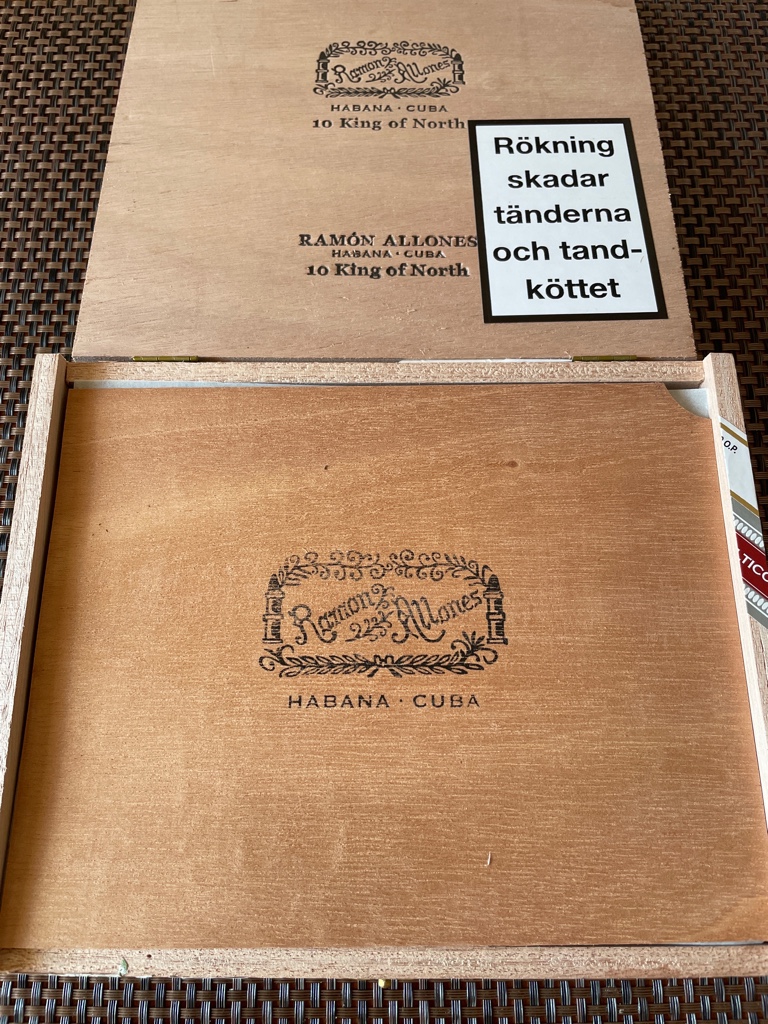 Ramon Allones
HABANA · CUBA
10 King of North
RAMÓN ALLONES
HABANA · CUBA
10 King of North
Rökning
skadar
tänderna
och tand-
köttet
Ramon Allones
HABANA · CUBA
.O.P.
TICO